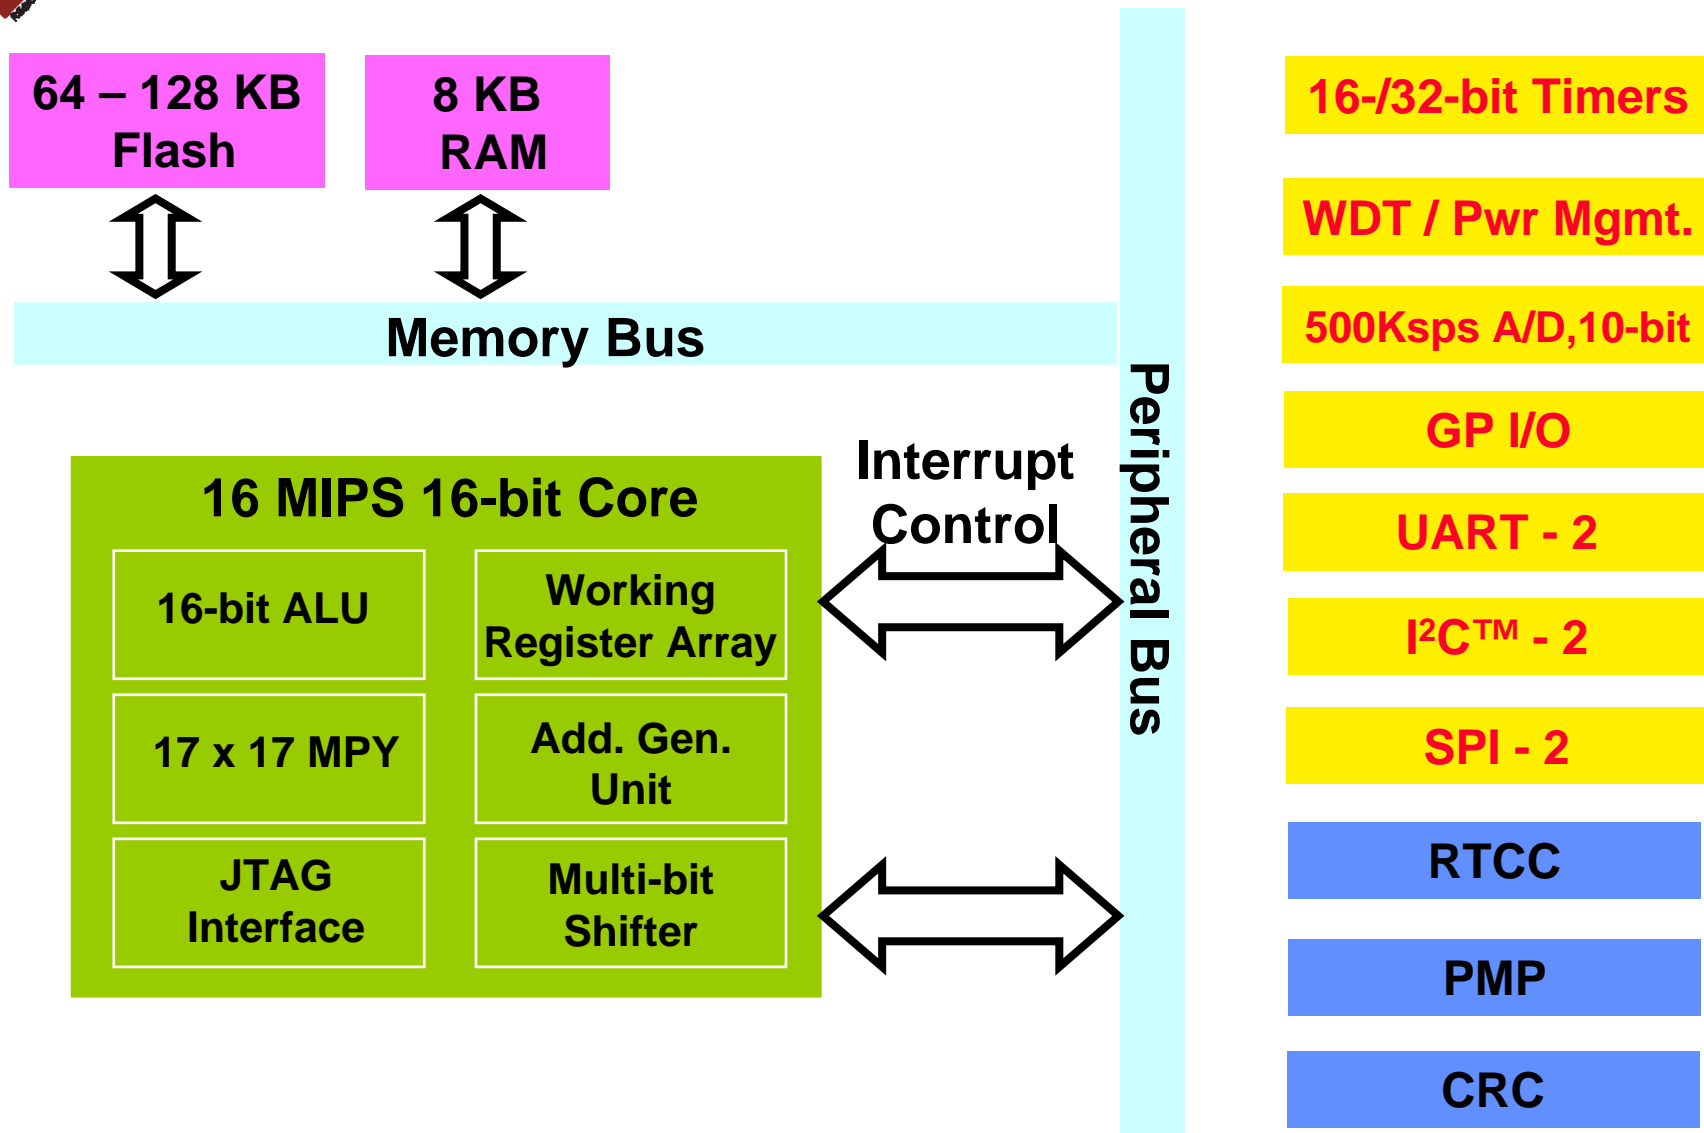 64 – 128 KB
Flash
8 KB
RAM
Memory Bus
16 MIPS 16-bit Core
16-bit ALU
Working
Register Array
17 x 17 MPY
Add. Gen.
Unit
JTAG
Interface
Multi-bit
Shifter
Interrupt
Control
Peripheral Bus
16-/32-bit Timers
WDT / Pwr Mgmt.
500Ksps A/D,10-bit
GP I/O
UART - 2
I²C™ - 2
SPI - 2
RTCC
PMP
CRC